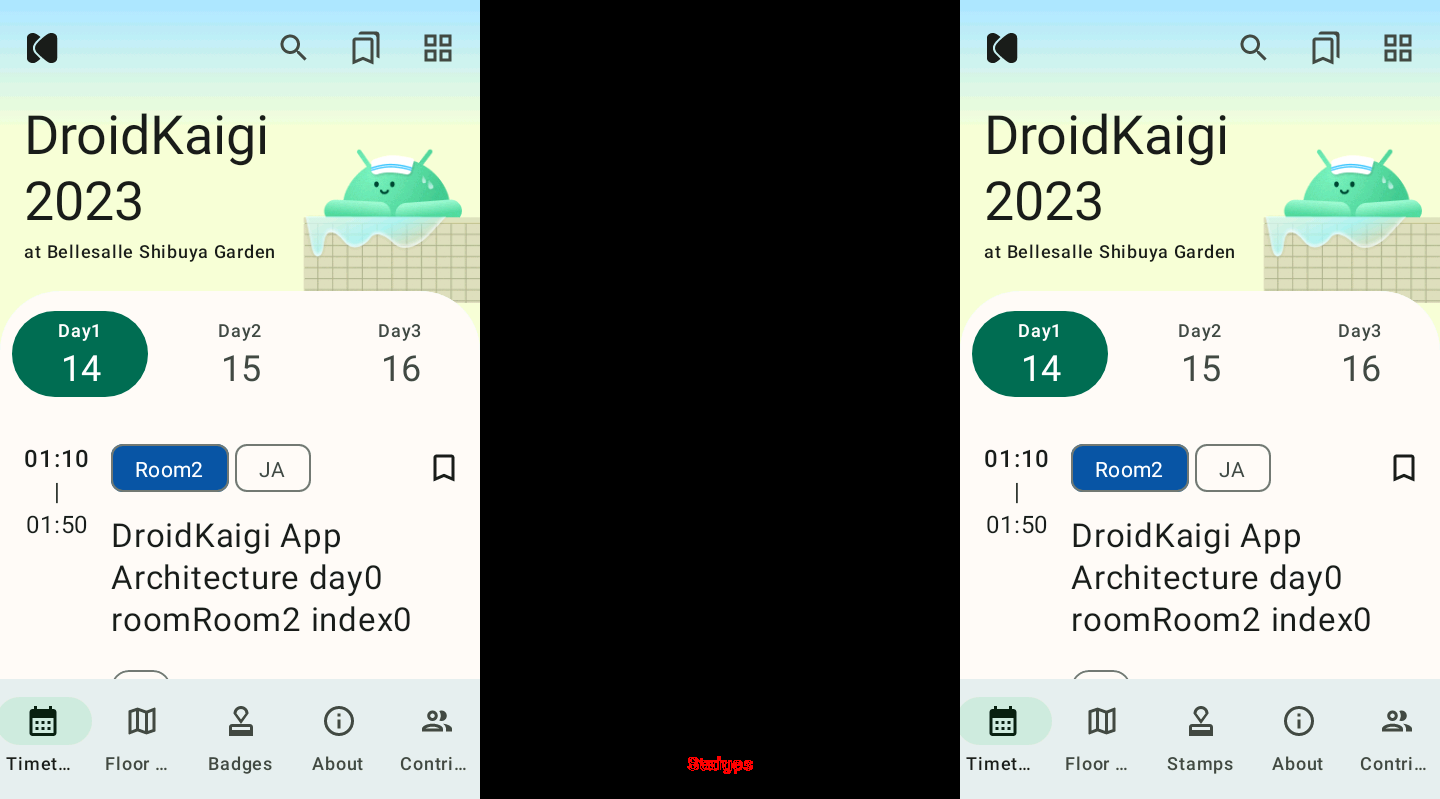 DroidKaigi
2023
at Bellesalle Shibuya Garden
Day1
14
Day2
15
Day3
16
01:10
|
01:50
Room2
JA
DroidKaigi App
Architecture day0
roomRoom2 index0
Timet…
Floor …
Badges
About
Contri…
DroidKaigi
2023
at Bellesalle Shibuya Garden
Day1
14
Day2
15
Day3
16
01:10
|
01:50
Room2
JA
DroidKaigi App
Architecture day0
roomRoom2 index0
Timet…
Floor …
Stamps
About
Contri…